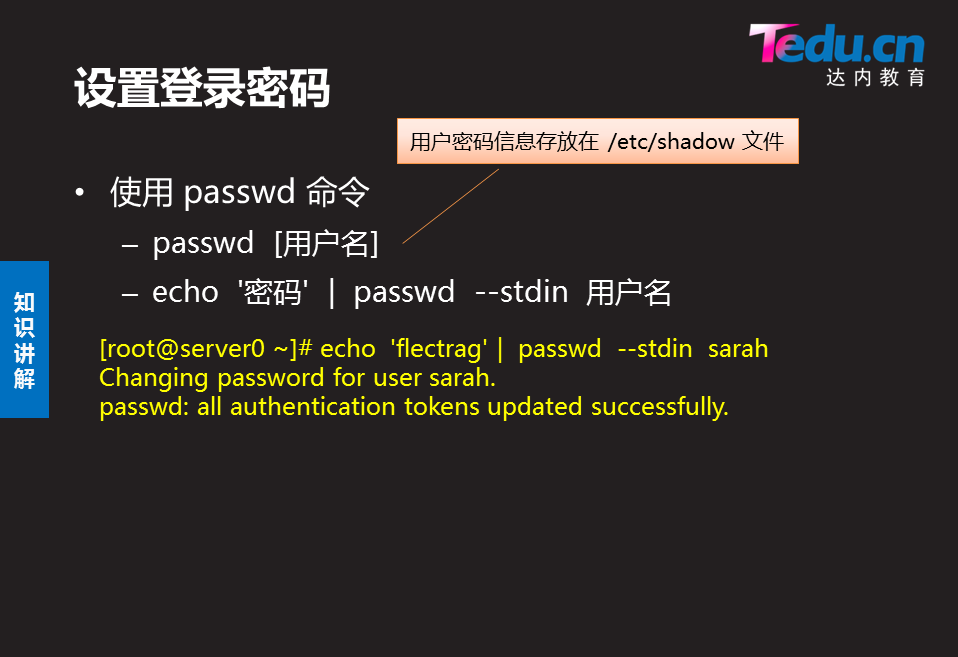 Tedu.cn
达内教育
设置登录密码
用户密码信息存放在 /etc/shadow 文件
• 使用 passwd 命令
– passwd [用户名]
– echo '密码' | passwd --stdin 用户名
知识讲解
[root@server0 ~]# echo 'flectrag' | passwd --stdin sarah
Changing password for user sarah.
passwd: all authentication tokens updated successfully.